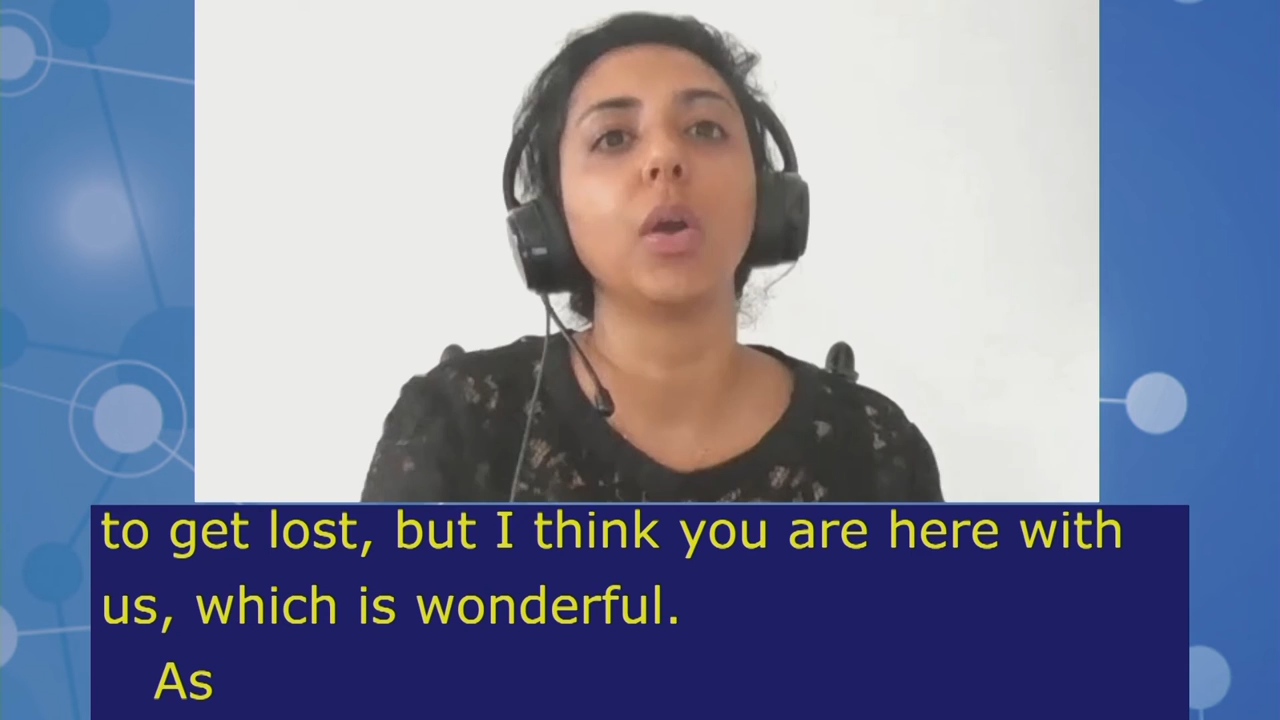 to get lost, but I think you are here with
us, which is wonderful.
As